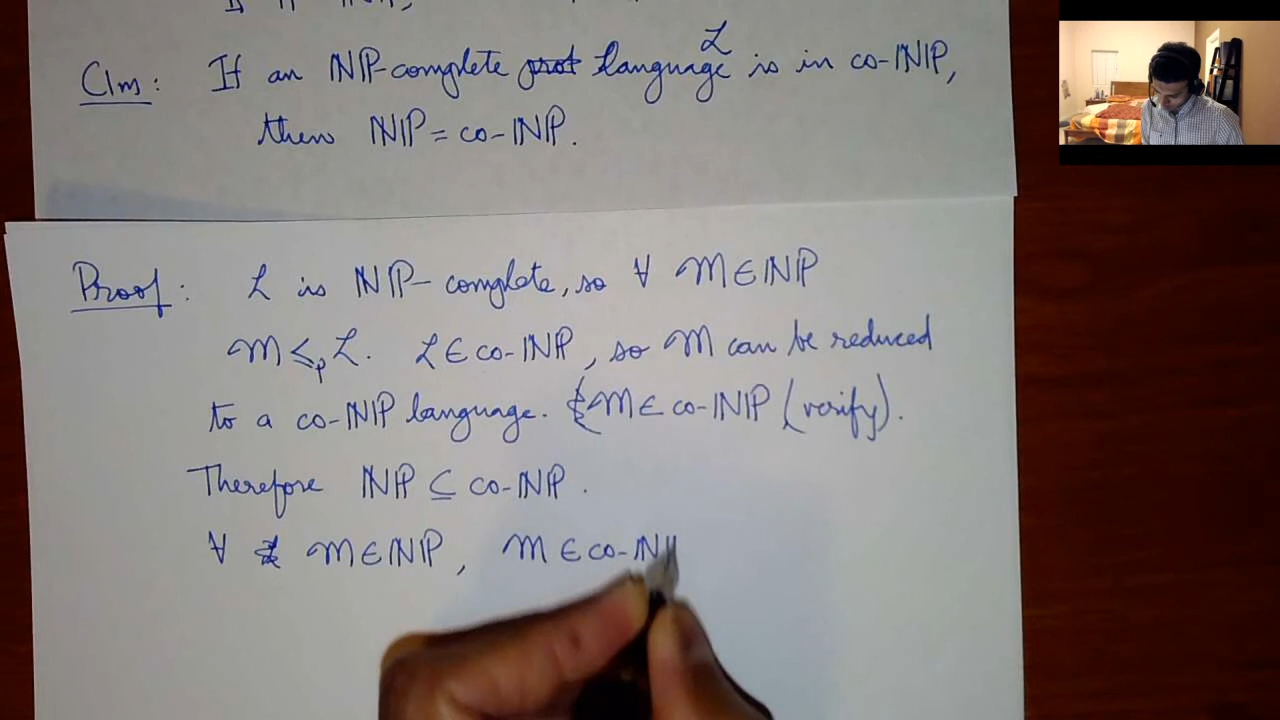 Clm: If an NP-complete language L is in co-NP,
then NP = co-NP.
Proof: L is NP-complete, so ∀ M ∈ NP
M ≤p L. L ∈ co-NP, so M can be reduced
to a co-NP language. M ∈ co-NP (verify).
Therefore NP ⊆ co-NP.
∀ M ∈ NP, M ∈ co-N